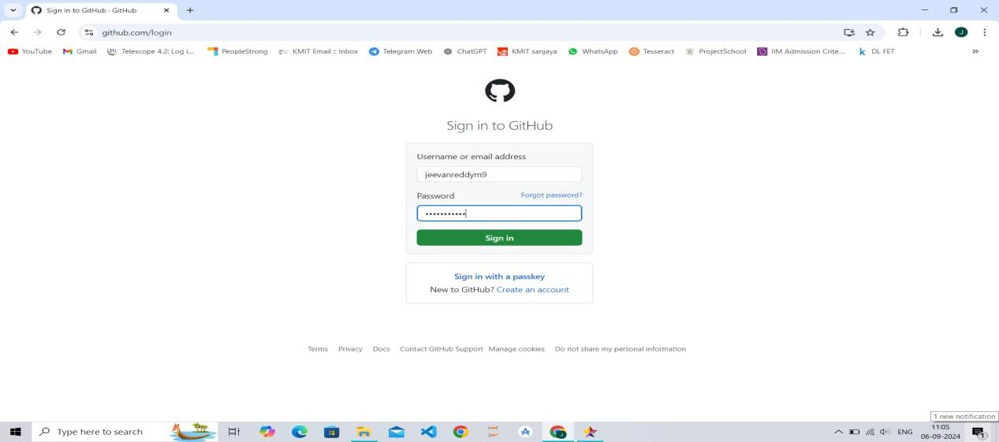 Sign in to GitHub · GitHub
github.com/login
YouTube Gmail Telescope 4.2: Log i... PeopleStrong KMIT Email :: Inbox Telegram Web ChatGPT KMIT sanjaya WhatsApp Tesseract ProjectSchool IIM Admission Crite... DL FET
Sign in to GitHub
Username or email address
jeevanreddym9
Password Forgot password?
•••••••••••
Sign in
Sign in with a passkey
New to GitHub? Create an account
Terms Privacy Docs Contact GitHub Support Manage cookies Do not share my personal information
1 new notification
Type here to search
ENG
11:05
06-09-2024